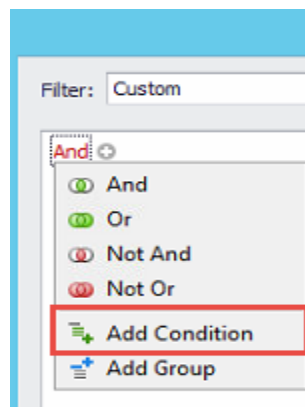 Filter: Custom
And
And
Or
Not And
Not Or
Add Condition
Add Group